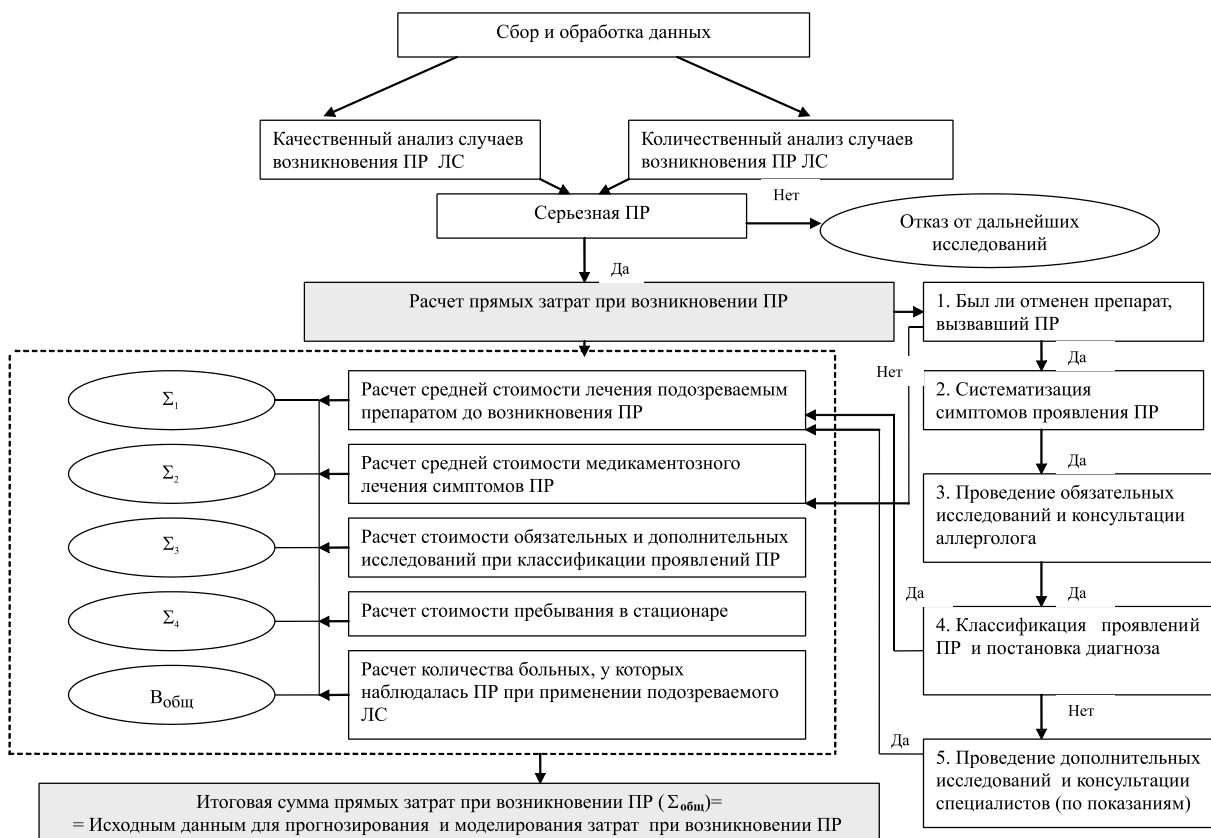 Сбор и обработка данных
Качественный анализ случаев
возникновения ПР ЛС
Количественный анализ случаев
возникновения ПР ЛС
Серьезная ПР
Нет
Отказ от дальнейших
исследований
Да
Расчет прямых затрат при возникновении ПР
1. Был ли отменен препарат,
вызвавший ПР
Да
Нет
2. Систематизация
симптомов проявления ПР
Да
3. Проведение обязательных
исследований и консультации
аллерголога
Да
Да
4. Классификация проявлений
ПР и постановка диагноза
Нет
Да
5. Проведение дополнительных
исследований и консультации
специалистов (по показаниям)
Σ1
Расчет средней стоимости лечения подозреваемым
препаратом до возникновения ПР
Σ2
Расчет средней стоимости медикаментозного
лечения симптомов ПР
Σ3
Расчет стоимости обязательных и дополнительных
исследований при классификации проявлений ПР
Σ4
Расчет стоимости пребывания в стационаре
Вобщ
Расчет количества больных, у которых
наблюдалась ПР при применении подозреваемого
ЛС
Итоговая сумма прямых затрат при возникновении ПР ( Σобщ)=
= Исходным данным для прогнозирования и моделирования затрат при возникновении ПР